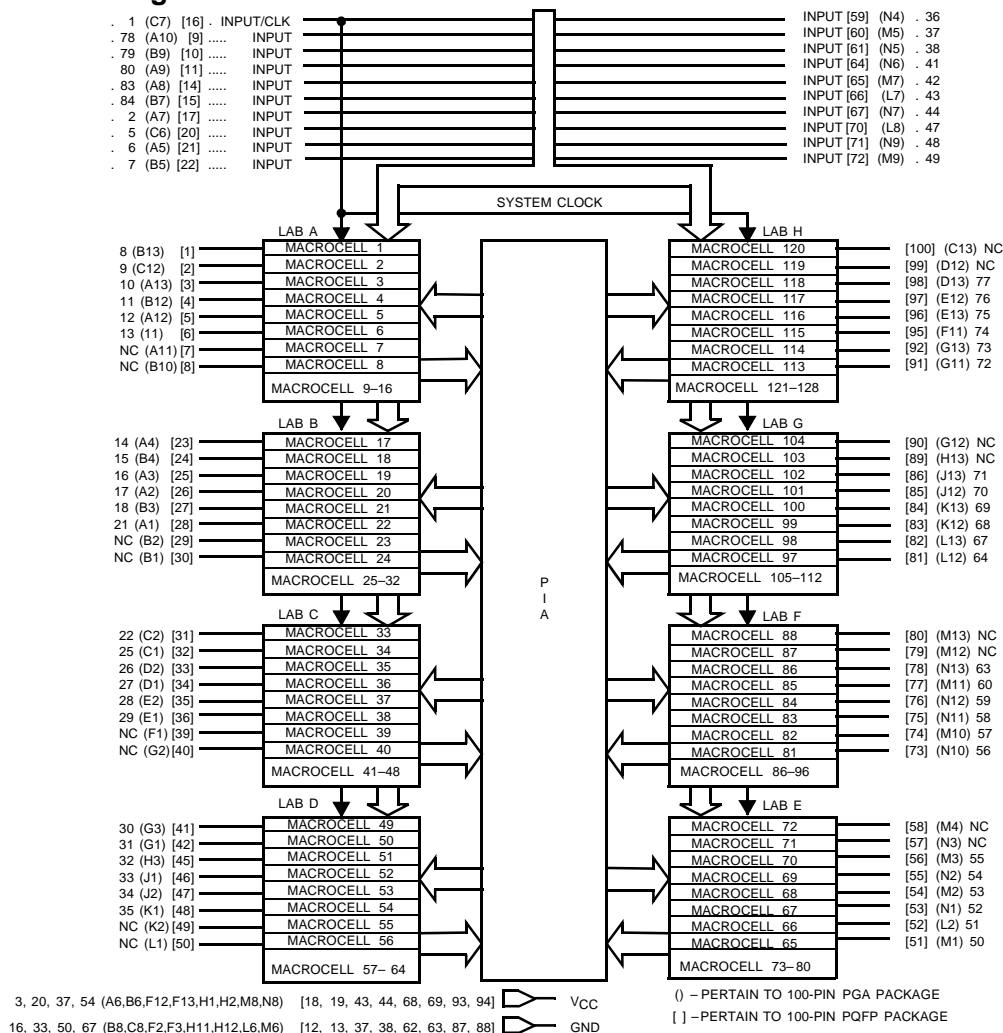 . 1 (C7) [16] . INPUT/CLK
. 78 (A10) [9] ..... INPUT
. 79 (B9) [10] ..... INPUT
80 (A9) [11] ..... INPUT
. 83 (A8) [14] ..... INPUT
. 84 (B7) [15] ..... INPUT
. 2 (A7) [17] ..... INPUT
. 5 (C6) [20] ..... INPUT
. 6 (A5) [21] ..... INPUT
. 7 (B5) [22] ..... INPUT
INPUT [59] (N4) . 36
INPUT [60] (M5) . 37
INPUT [61] (N5) . 38
INPUT [64] (N6) . 41
INPUT [65] (M7) . 42
INPUT [66] (L7) . 43
INPUT [67] (N7) . 44
INPUT [70] (L8) . 47
INPUT [71] (N9) . 48
INPUT [72] (M9) . 49
SYSTEM CLOCK
LAB A
8 (B13) [1] MACROCELL 1
9 (C12) [2] MACROCELL 2
10 (A13) [3] MACROCELL 3
11 (B12) [4] MACROCELL 4
12 (A12) [5] MACROCELL 5
13 (11) [6] MACROCELL 6
NC (A11) [7] MACROCELL 7
NC (B10) [8] MACROCELL 8
MACROCELL 9–16
LAB H
MACROCELL 120 [100] (C13) NC
MACROCELL 119 [99] (D12) NC
MACROCELL 118 [98] (D13) 77
MACROCELL 117 [97] (E12) 76
MACROCELL 116 [96] (E13) 75
MACROCELL 115 [95] (F11) 74
MACROCELL 114 [92] (G13) 73
MACROCELL 113 [91] (G11) 72
MACROCELL 121–128
LAB B
14 (A4) [23] MACROCELL 17
15 (B4) [24] MACROCELL 18
16 (A3) [25] MACROCELL 19
17 (A2) [26] MACROCELL 20
18 (B3) [27] MACROCELL 21
21 (A1) [28] MACROCELL 22
NC (B2) [29] MACROCELL 23
NC (B1) [30] MACROCELL 24
MACROCELL 25–32
LAB G
MACROCELL 104 [90] (G12) NC
MACROCELL 103 [89] (H13) NC
MACROCELL 102 [86] (J13) 71
MACROCELL 101 [85] (J12) 70
MACROCELL 100 [84] (K13) 69
MACROCELL 99 [83] (K12) 68
MACROCELL 98 [82] (L13) 67
MACROCELL 97 [81] (L12) 64
MACROCELL 105–112
P
I
A
LAB C
22 (C2) [31] MACROCELL 33
25 (C1) [32] MACROCELL 34
26 (D2) [33] MACROCELL 35
27 (D1) [34] MACROCELL 36
28 (E2) [35] MACROCELL 37
29 (E1) [36] MACROCELL 38
NC (F1) [39] MACROCELL 39
NC (G2) [40] MACROCELL 40
MACROCELL 41–48
LAB F
MACROCELL 88 [80] (M13) NC
MACROCELL 87 [79] (M12) NC
MACROCELL 86 [78] (N13) 63
MACROCELL 85 [77] (M11) 60
MACROCELL 84 [76] (N12) 59
MACROCELL 83 [75] (N11) 58
MACROCELL 82 [74] (M10) 57
MACROCELL 81 [73] (N10) 56
MACROCELL 86–96
LAB D
30 (G3) [41] MACROCELL 49
31 (G1) [42] MACROCELL 50
32 (H3) [45] MACROCELL 51
33 (J1) [46] MACROCELL 52
34 (J2) [47] MACROCELL 53
35 (K1) [48] MACROCELL 54
NC (K2) [49] MACROCELL 55
NC (L1) [50] MACROCELL 56
MACROCELL 57– 64
LAB E
MACROCELL 72 [58] (M4) NC
MACROCELL 71 [57] (N3) NC
MACROCELL 70 [56] (M3) 55
MACROCELL 69 [55] (N2) 54
MACROCELL 68 [54] (M2) 53
MACROCELL 67 [53] (N1) 52
MACROCELL 66 [52] (L2) 51
MACROCELL 65 [51] (M1) 50
MACROCELL 73–80
3, 20, 37, 54 (A6,B6,F12,F13,H1,H2,M8,N8) [18, 19, 43, 44, 68, 69, 93, 94] VCC
16, 33, 50, 67 (B8,C8,F2,F3,H11,H12,L6,M6) [12, 13, 37, 38, 62, 63, 87, 88] GND
() – PERTAIN TO 100-PIN PGA PACKAGE
[ ] – PERTAIN TO 100-PIN PQFP PACKAGE